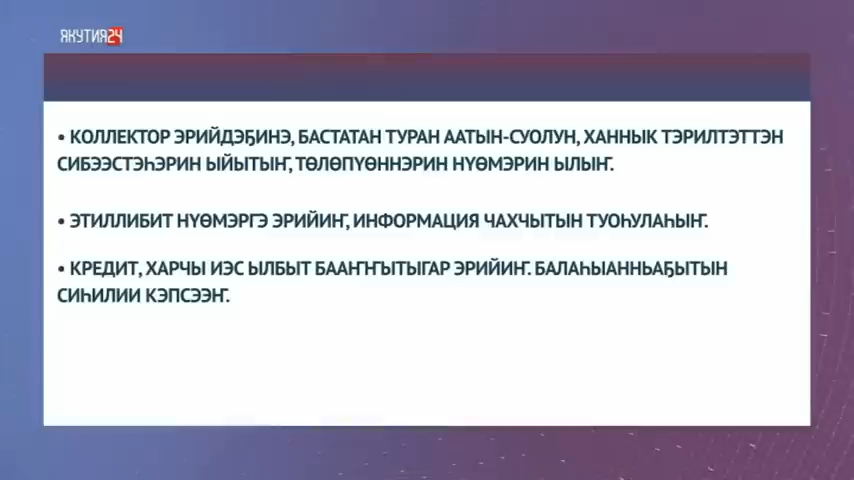 ЯКУТИЯ24
• КОЛЛЕКТОР ЭРИЙДЭҔИНЭ, БАСТАТАН ТУРАН ААТЫН-СУОЛУН, ХАННЫК ТЭРИЛТЭТТЭН
СИБЭЭСТЭҺЭРИН ЫЙЫТЫҤ, ТӨЛӨПҮӨННЭРИН НҮӨМЭРИН ЫЛЫҤ.
• ЭТИЛЛИБИТ НҮӨМЭРГЭ ЭРИЙИҤ, ИНФОРМАЦИЯ ЧАХЧЫТЫН ТУОҺУЛАҺЫҤ.
• КРЕДИТ, ХАРЧЫ ИЭС ЫЛБЫТ БААҤҤЫТЫГАР ЭРИЙИҤ. БАЛАҺЫАННЬАҔЫТЫН
СИҺИЛИИ КЭПСЭЭҤ.